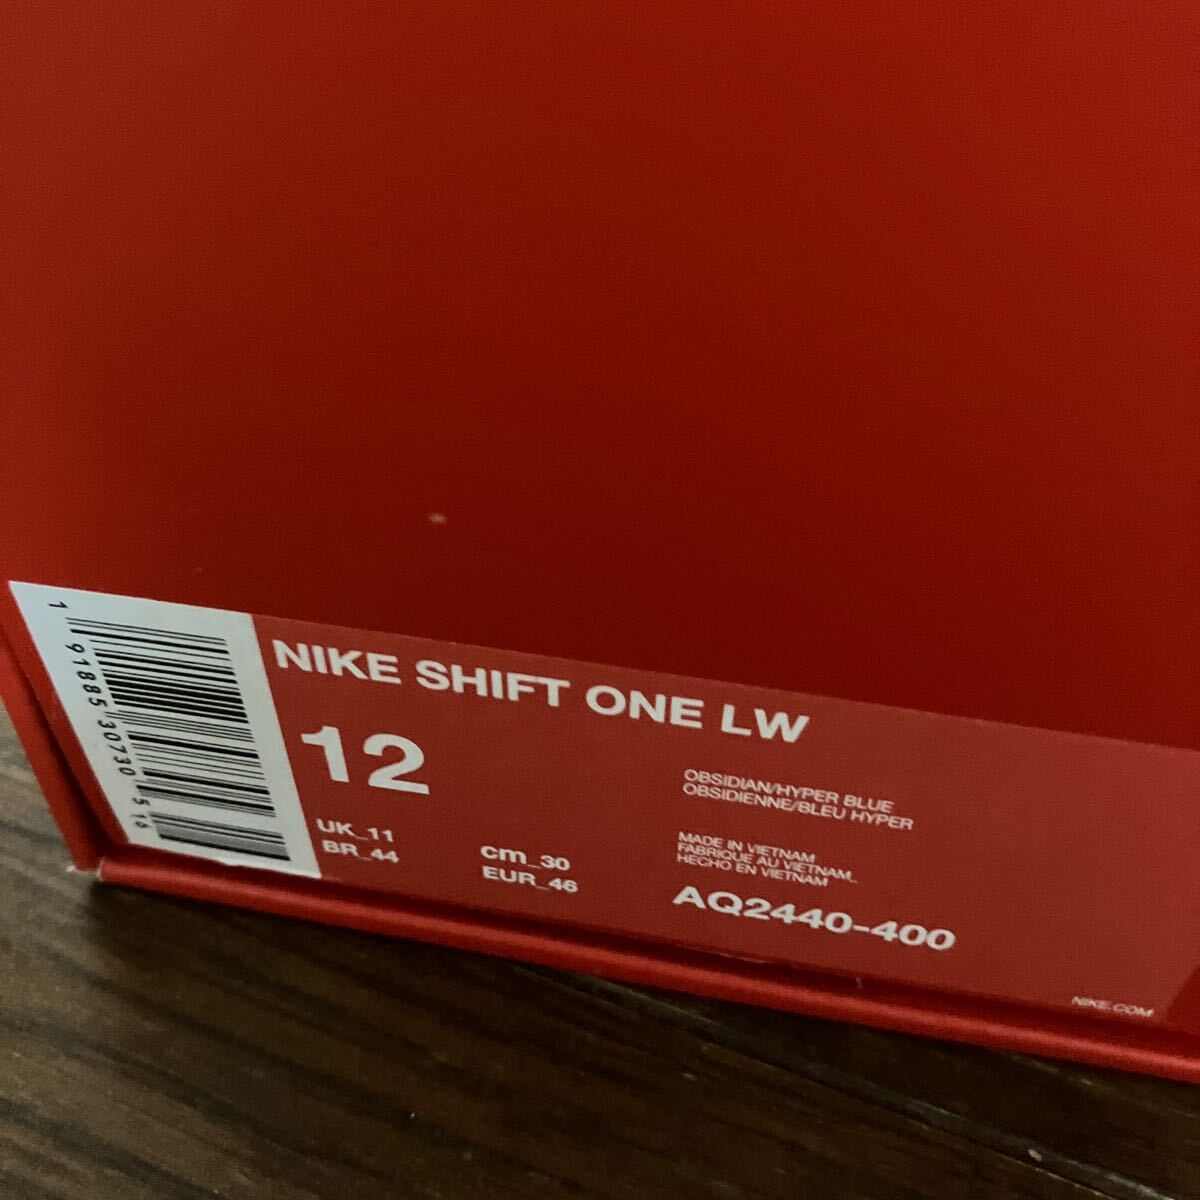 NIKE SHIFT ONE LW
12
UK_11
BR_44
cm_30
EUR_46
OBSIDIAN/HYPER BLUE
OBSIDIENNE/BLEU HYPER
MADE IN VIETNAM
FABRIQUE AU VIETNAM_
HECHO EN VIETNAM
AQ2440-400
NIKE.COM